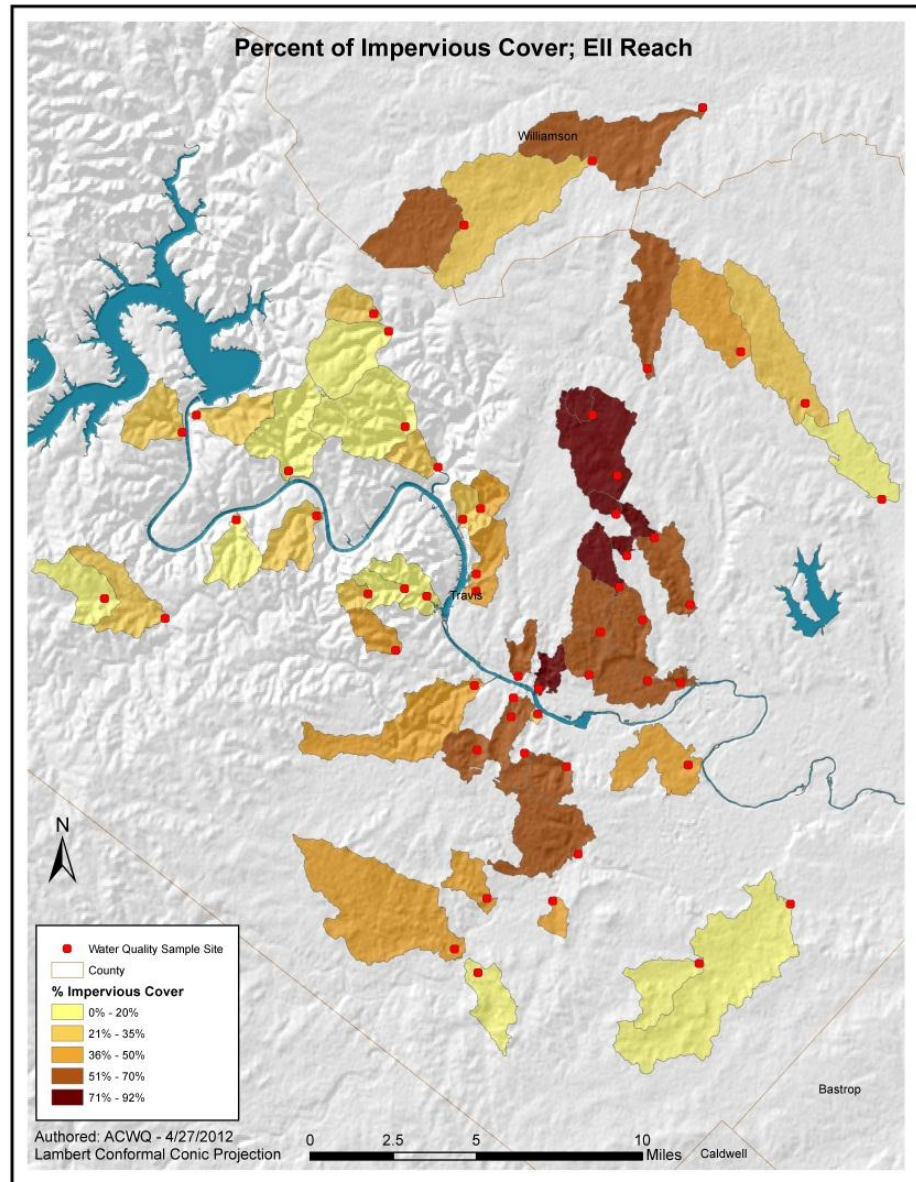 Percent of Impervious Cover; Ell Reach
Williamson
Travis
N
Water Quality Sample Site
County
% Impervious Cover
0% - 20%
21% - 35%
36% - 50%
51% - 70%
71% - 92%
Bastrop
Authored: ACWQ - 4/27/2012
Lambert Conformal Conic Projection
0 2.5 5 10
Miles
Caldwell